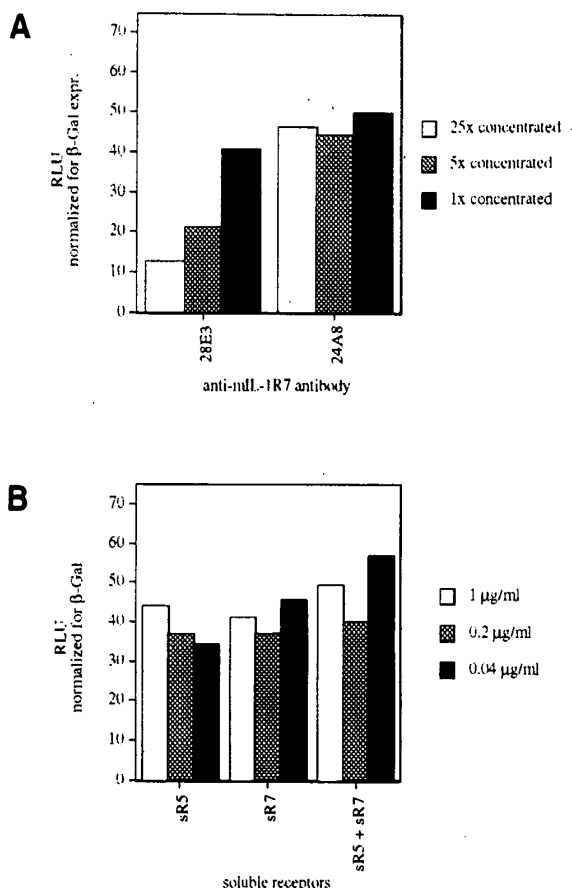 A
70
60
50
40
30
20
10
0
RLU
normalized for β-Gal expr.
25x concentrated
5x concentrated
1x concentrated
28E3
24A8
anti-mIL-1R7 antibody
B
70
60
50
40
30
20
10
0
RLU
normalized for β-Gal
1 μg/ml
0.2 μg/ml
0.04 μg/ml
sR5
sR7
sR5 + sR7
soluble receptors